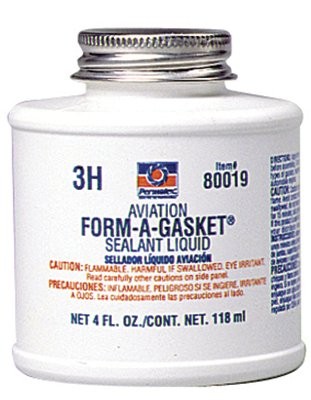 Item#
3H
Permatex
80019
AVIATION
FORM-A-GASKET®
SEALANT LIQUID
SELLADOR LÍQUIDO AVIACIÓN
CAUTION: FLAMMABLE. HARMFUL IF SWALLOWED. EYE IRRITANT.
Read carefully other cautions on side panel.
PRECAUCIONES: INFLAMABLE, PELIGROSO SI SE INGIERE, IRRITANTE
A OJOS. Lea cuidadosamente las precauciones al lado.
NET 4 FL. OZ./CONT. NET. 118 ml